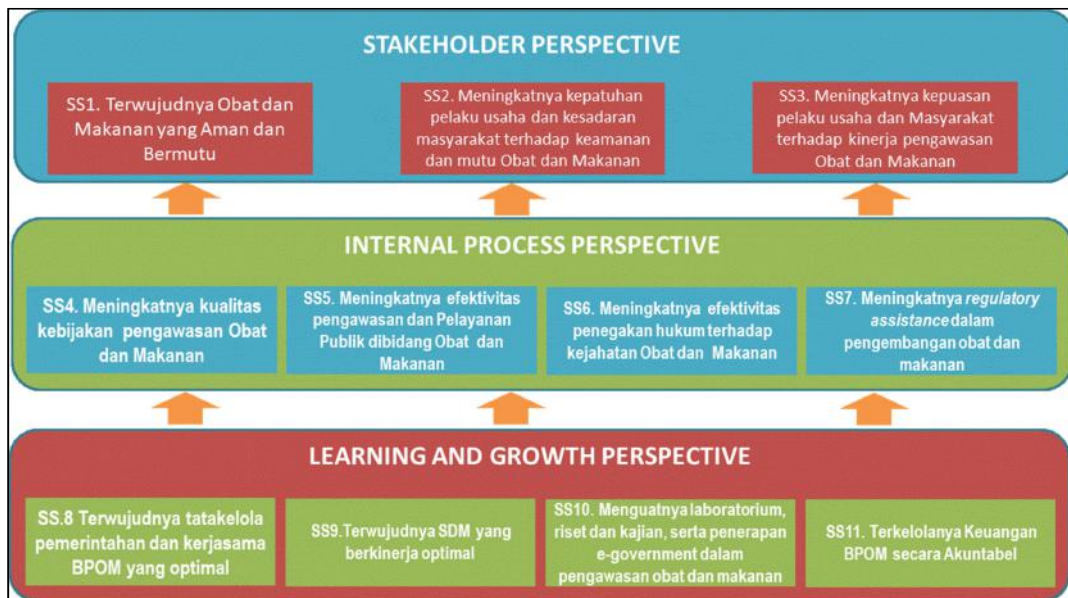 STAKEHOLDER PERSPECTIVE
SS1. Terwujudnya Obat dan
Makanan yang Aman dan
Bermutu
SS2. Meningkatnya kepatuhan
pelaku usaha dan kesadaran
masyarakat terhadap keamanan
dan mutu Obat dan Makanan
SS3. Meningkatnya kepuasan
pelaku usaha dan Masyarakat
terhadap kinerja pengawasan
Obat dan Makanan
INTERNAL PROCESS PERSPECTIVE
SS4. Meningkatnya kualitas
kebijakan pengawasan Obat
dan Makanan
SS5. Meningkatnya efektivitas
pengawasan dan Pelayanan
Publik dibidang Obat dan
Makanan
SS6. Meningkatnya efektivitas
penegakan hukum terhadap
kejahatan Obat dan Makanan
SS7. Meningkatnya regulatory
assistance dalam
pengembangan obat dan
makanan
LEARNING AND GROWTH PERSPECTIVE
SS.8 Terwujudnya tatakelola
pemerintahan dan kerjasama
BPOM yang optimal
SS9.Terwujudnya SDM yang
berkinerja optimal
SS10. Menguatnya laboratorium,
riset dan kajian, serta penerapan
e-government dalam
pengawasan obat dan makanan
SS11. Terkelolanya Keuangan
BPOM secara Akuntabel